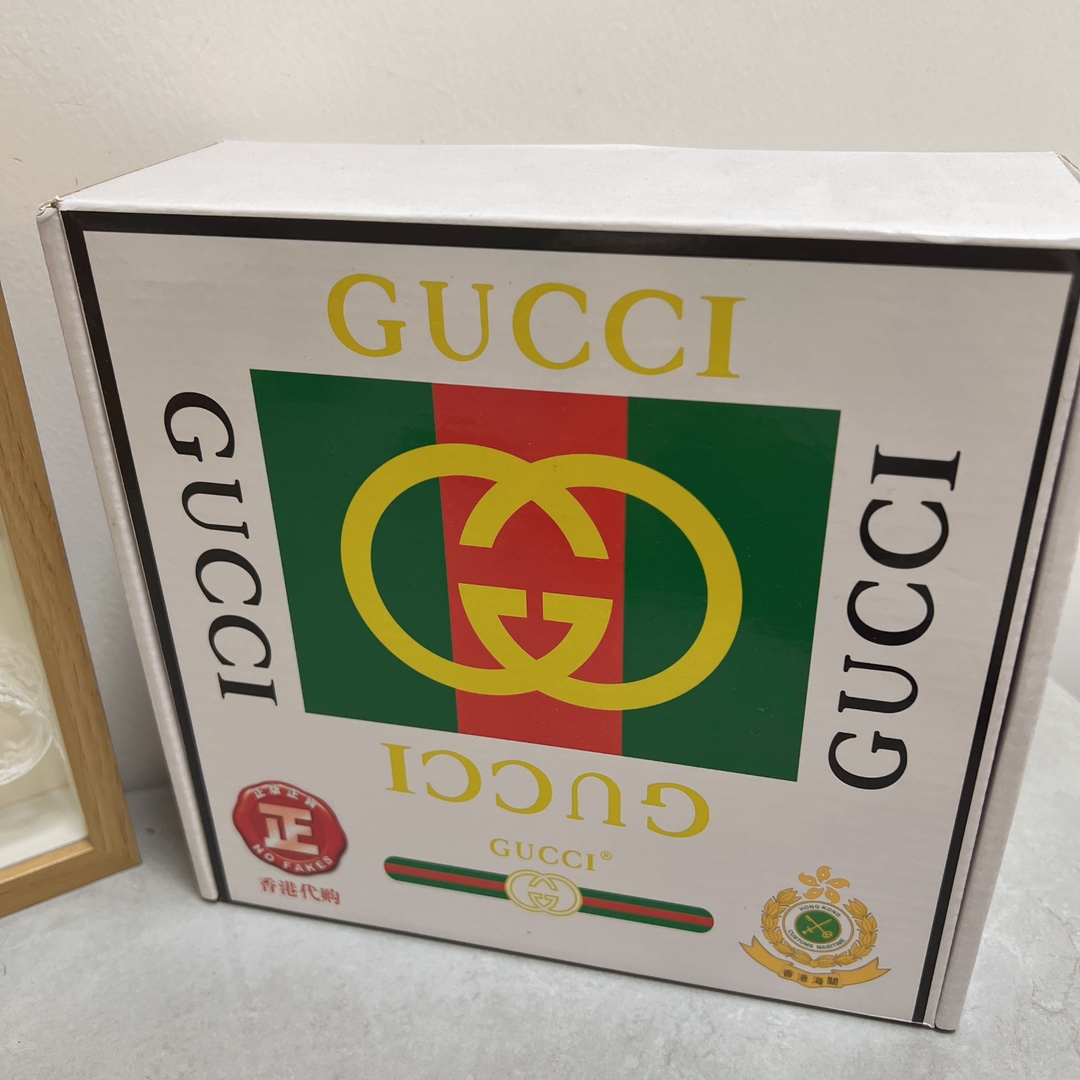 GUCCI
GUCCI
GUCCI
GUCCI
GUCCI®
正
NO FAKES
香港代购
HONG KONG
CUSTOMS MARITIME
香港海關